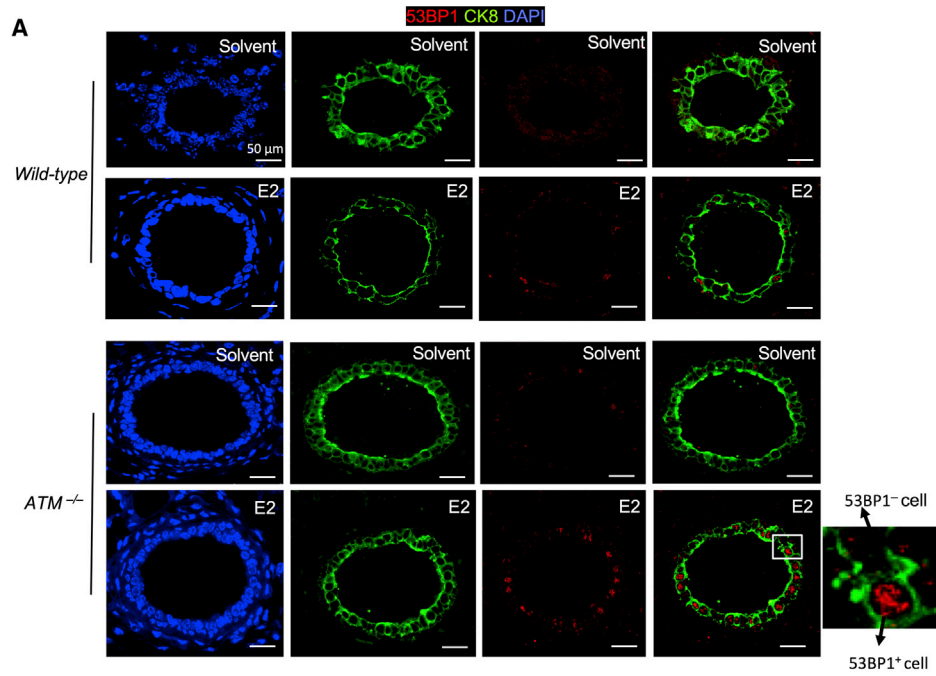 A
53BP1 CK8 DAPI
Solvent Solvent Solvent Solvent
50 µm
Wild-type
E2 E2 E2 E2
Solvent Solvent Solvent Solvent
ATM −/−
E2 E2 E2 E2
53BP1− cell
53BP1+ cell